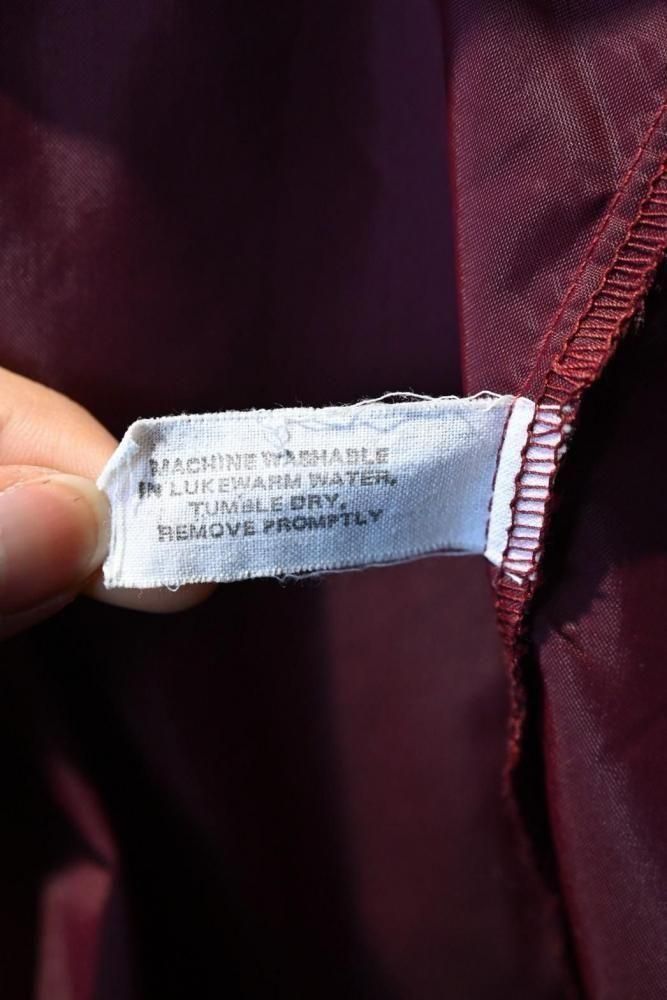 MACHINE WASHABLE
IN LUKEWARM WATER,
TUMBLE DRY,
REMOVE PROMPTLY